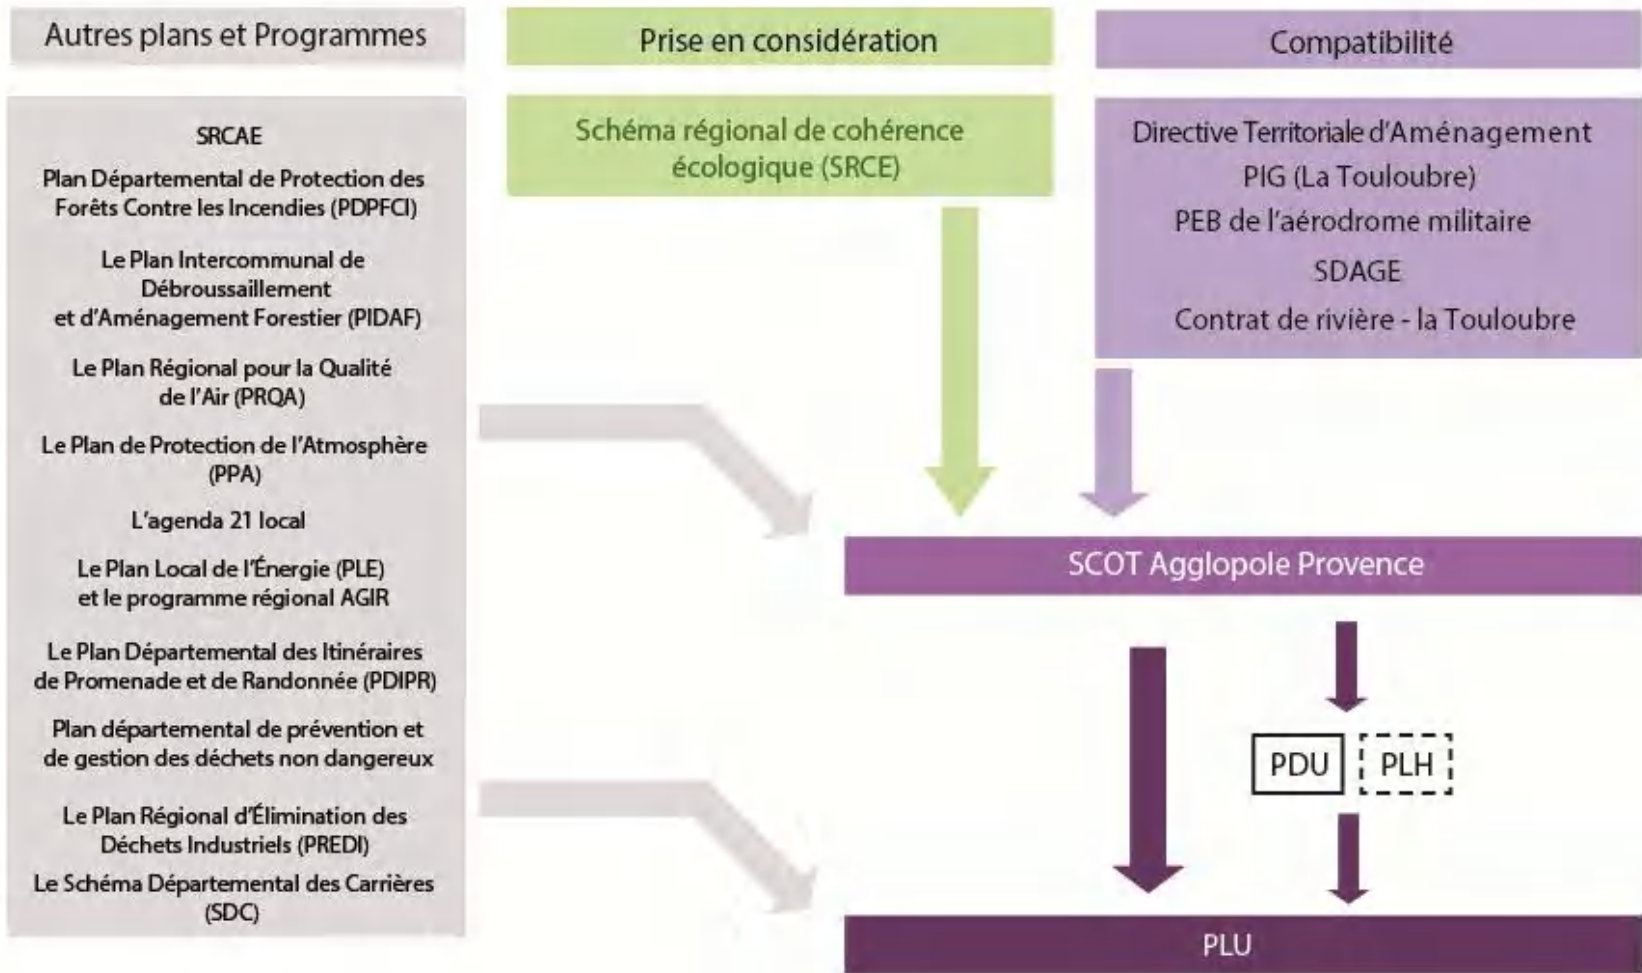 Autres plans et Programmes
SRCAE
Plan Départemental de Protection des
Forêts Contre les Incendies (PDPFCI)
Le Plan Intercommunal de
Débroussaillement
et d'Aménagement Forestier (PIDAF)
Le Plan Régional pour la Qualité
de l'Air (PRQA)
Le Plan de Protection de l'Atmosphère
(PPA)
L'agenda 21 local
Le Plan Local de l'Énergie (PLE)
et le programme régional AGIR
Le Plan Départemental des Itinéraires
de Promenade et de Randonnée (PDIPR)
Plan départemental de prévention et
de gestion des déchets non dangereux
Le Plan Régional d'Élimination des
Déchets Industriels (PREDI)
Le Schéma Départemental des Carrières
(SDC)
Prise en considération
Schéma régional de cohérence
écologique (SRCE)
Compatibilité
Directive Territoriale d'Aménagement
PIG (La Touloubre)
PEB de l'aérodrome militaire
SDAGE
Contrat de rivière - la Touloubre
SCOT Agglopole Provence
PDU
PLH
PLU